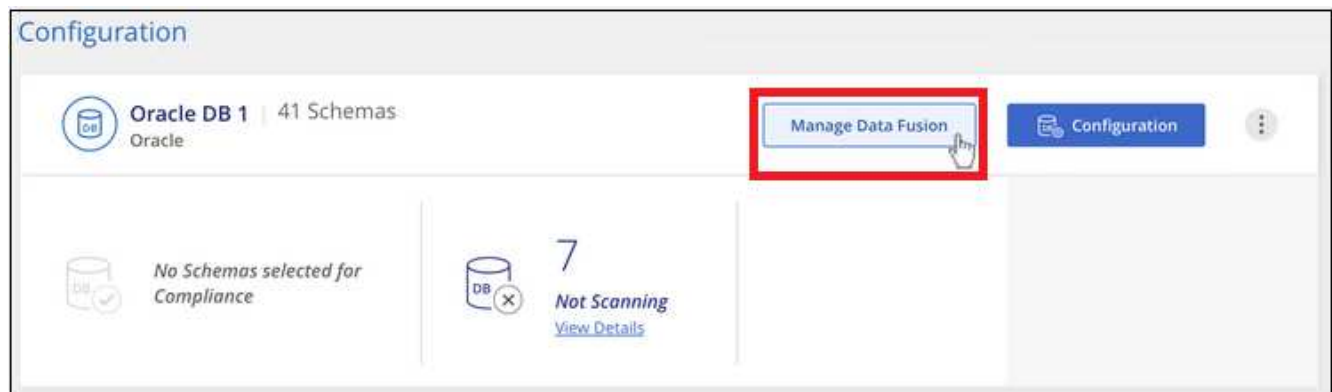 Configuration
Oracle DB 1 | 41 Schemas
Oracle
Manage Data Fusion
Configuration
DB
No Schemas selected for
Compliance
DB
7
Not Scanning
View Details
DB